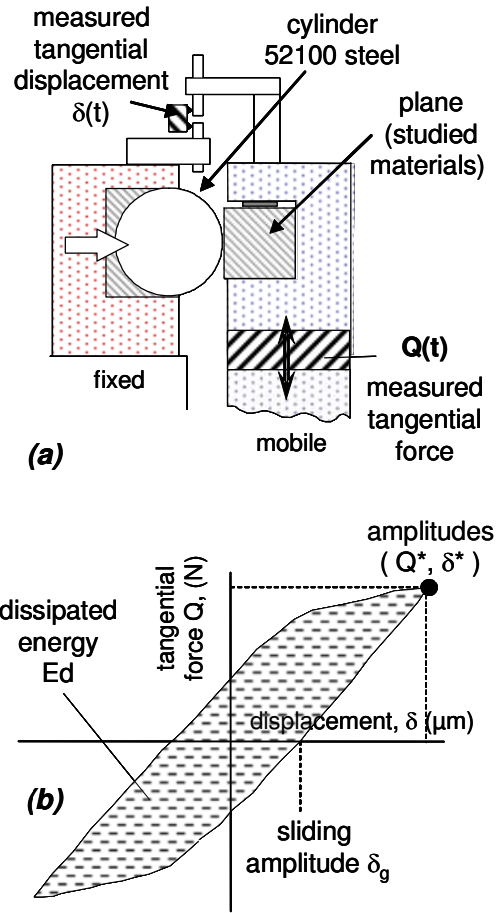 measured
tangential
displacement
δ(t)
cylinder
52100 steel
plane
(studied
materials)
fixed
Q(t)
measured
tangential
force
mobile
(a)
amplitudes
( Q*, δ* )
dissipated
energy
Ed
tangential
force Q, (N)
displacement, δ (µm)
(b)
sliding
amplitude δg